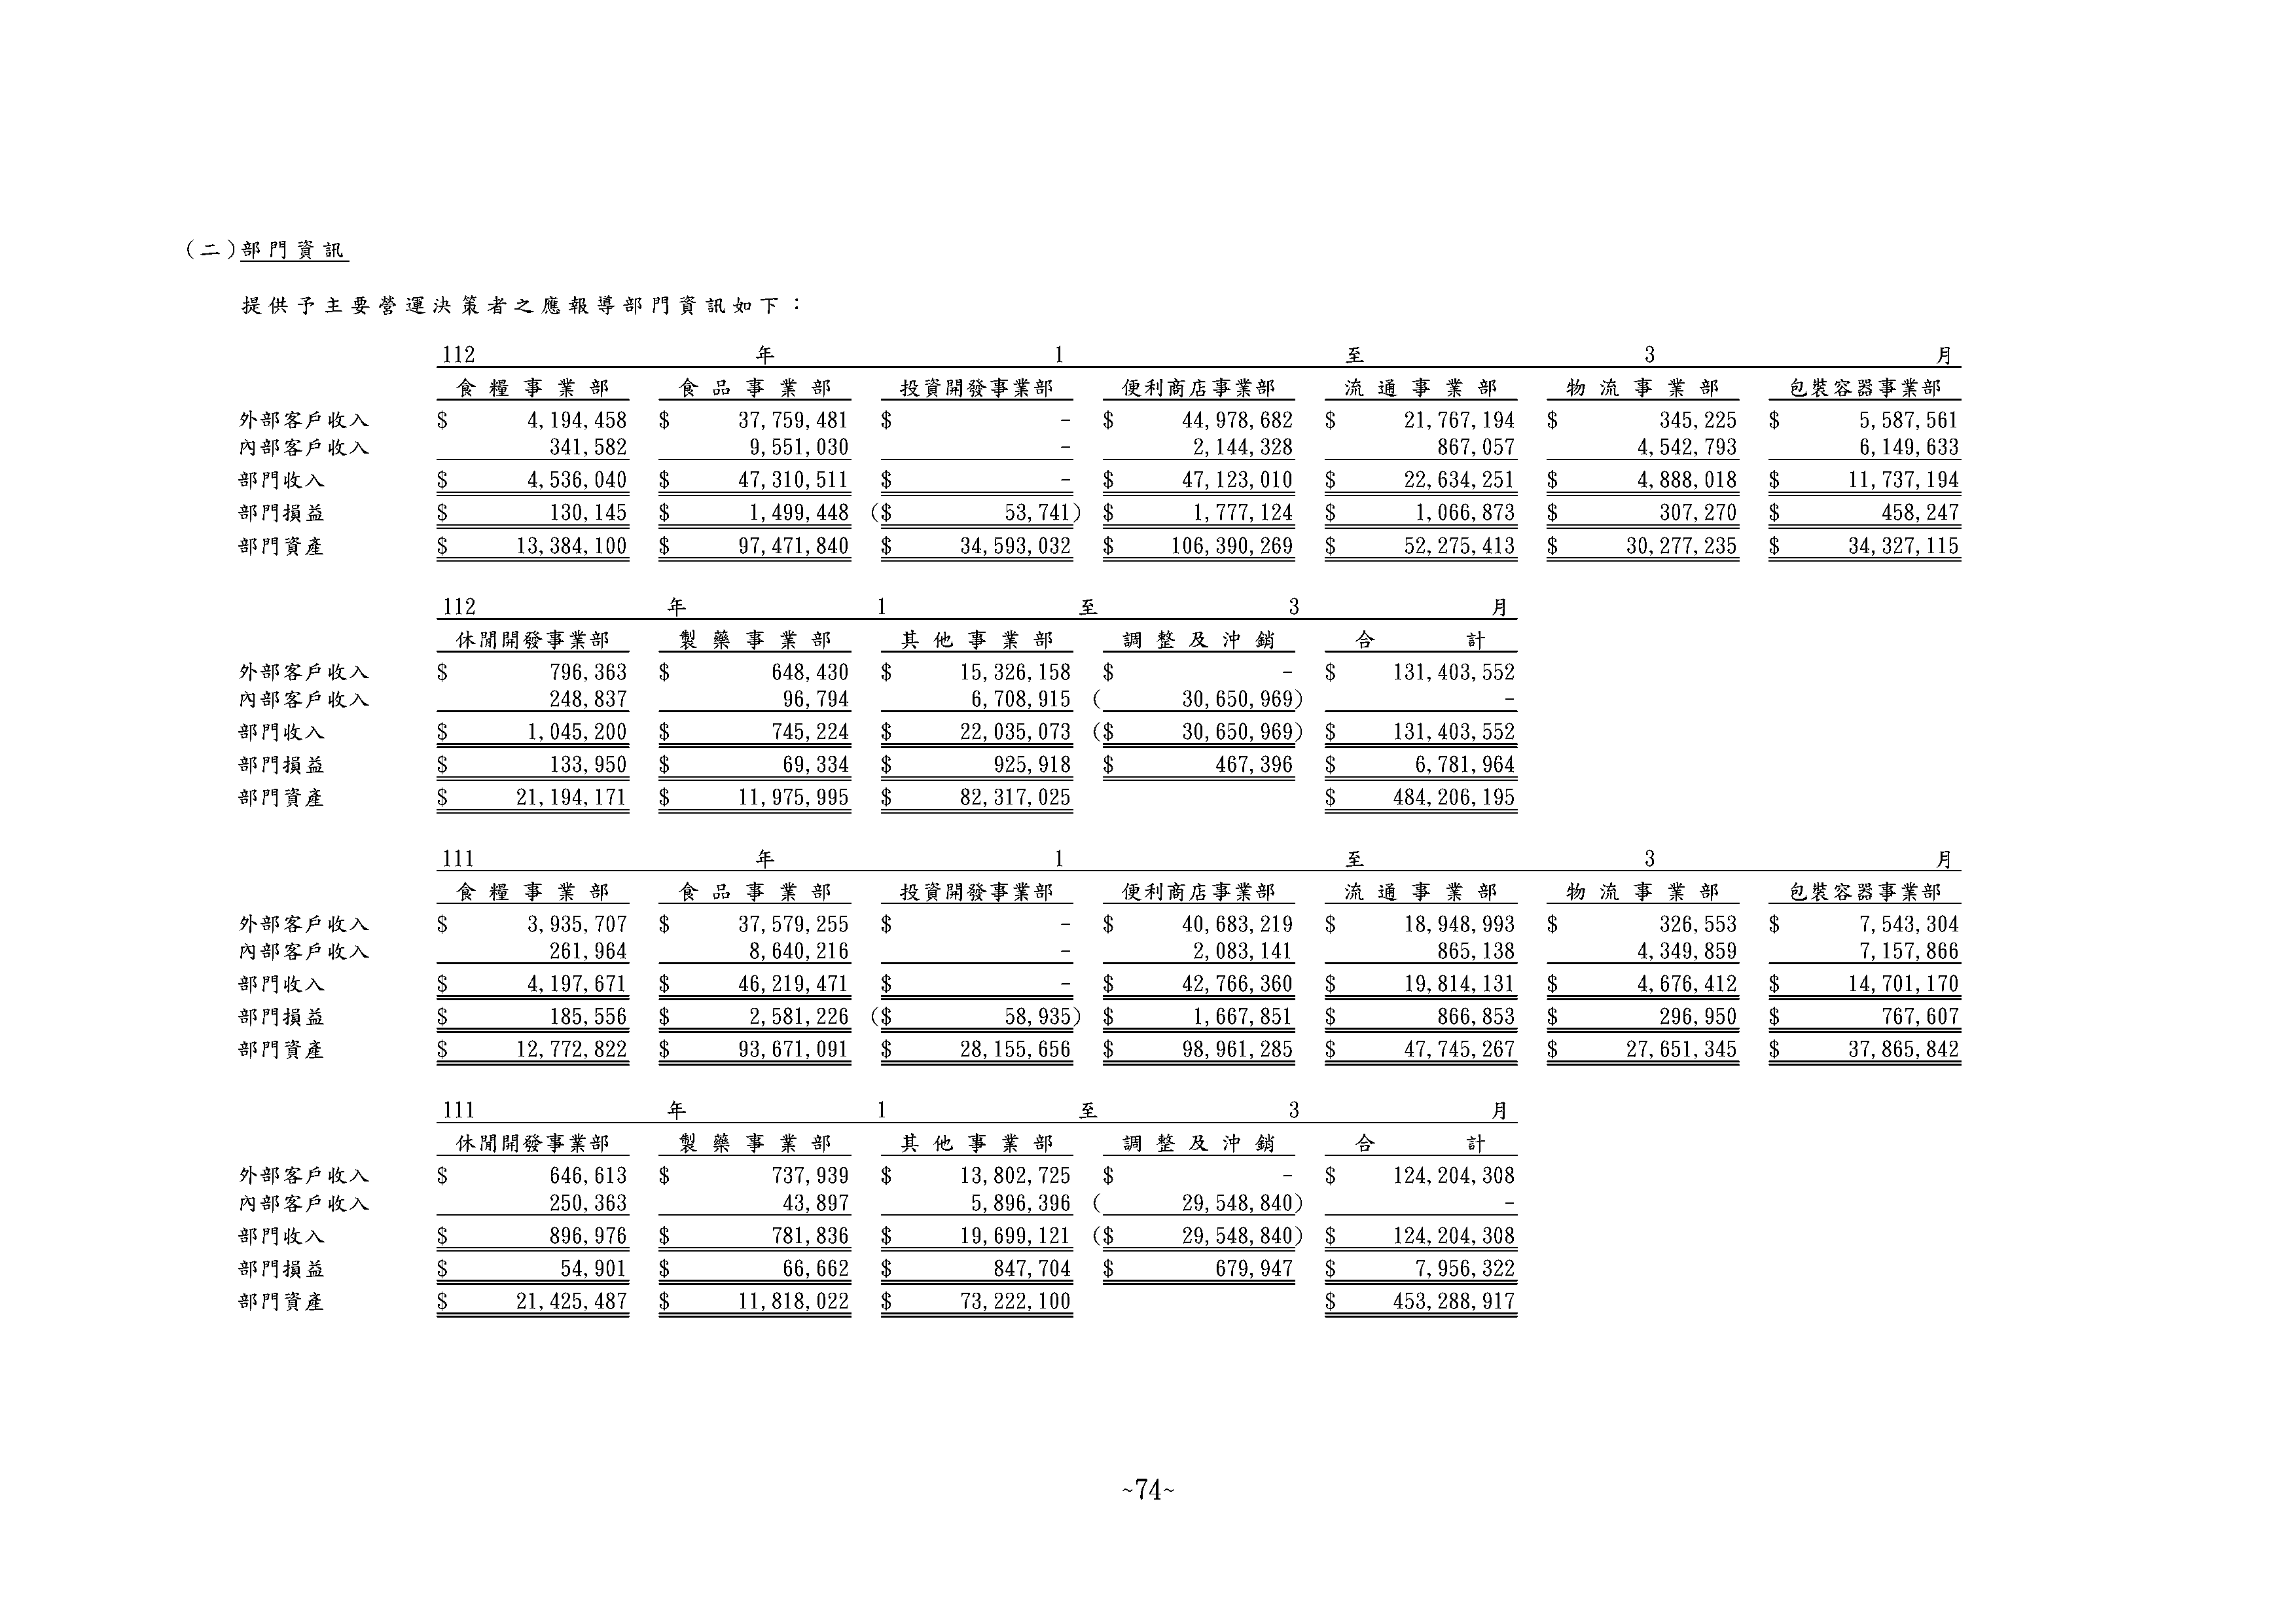 (二)部門資訊
提供予主要營運決策者之應報導部門資訊如下：
112 年 1 至 3 月
食糧事業部 食品事業部 投資開發事業部 便利商店事業部 流通事業部 物流事業部 包裝容器事業部
外部客戶收入 $ 4,194,458 $ 37,759,481 $ - $ 44,978,682 $ 21,767,194 $ 345,225 $ 5,587,561
內部客戶收入 341,582 9,551,030 - 2,144,328 867,057 4,542,793 6,149,633
部門收入 $ 4,536,040 $ 47,310,511 $ - $ 47,123,010 $ 22,634,251 $ 4,888,018 $ 11,737,194
部門損益 $ 130,145 $ 1,499,448 ($ 53,741) $ 1,777,124 $ 1,066,873 $ 307,270 $ 458,247
部門資產 $ 13,384,100 $ 97,471,840 $ 34,593,032 $ 106,390,269 $ 52,275,413 $ 30,277,235 $ 34,327,115
112 年 1 至 3 月
休閒開發事業部 製藥事業部 其他事業部 調整及沖銷 合計
外部客戶收入 $ 796,363 $ 648,430 $ 15,326,158 $ - $ 131,403,552
內部客戶收入 248,837 96,794 6,708,915 ( 30,650,969) -
部門收入 $ 1,045,200 $ 745,224 $ 22,035,073 ($ 30,650,969) $ 131,403,552
部門損益 $ 133,950 $ 69,334 $ 925,918 $ 467,396 $ 6,781,964
部門資產 $ 21,194,171 $ 11,975,995 $ 82,317,025 $ 484,206,195
111 年 1 至 3 月
食糧事業部 食品事業部 投資開發事業部 便利商店事業部 流通事業部 物流事業部 包裝容器事業部
外部客戶收入 $ 3,935,707 $ 37,579,255 $ - $ 40,683,219 $ 18,948,993 $ 326,553 $ 7,543,304
內部客戶收入 261,964 8,640,216 - 2,083,141 865,138 4,349,859 7,157,866
部門收入 $ 4,197,671 $ 46,219,471 $ - $ 42,766,360 $ 19,814,131 $ 4,676,412 $ 14,701,170
部門損益 $ 185,556 $ 2,581,226 ($ 58,935) $ 1,667,851 $ 866,853 $ 296,950 $ 767,607
部門資產 $ 12,772,822 $ 93,671,091 $ 28,155,656 $ 98,961,285 $ 47,745,267 $ 27,651,345 $ 37,865,842
111 年 1 至 3 月
休閒開發事業部 製藥事業部 其他事業部 調整及沖銷 合計
外部客戶收入 $ 646,613 $ 737,939 $ 13,802,725 $ - $ 124,204,308
內部客戶收入 250,363 43,897 5,896,396 ( 29,548,840) -
部門收入 $ 896,976 $ 781,836 $ 19,699,121 ($ 29,548,840) $ 124,204,308
部門損益 $ 54,901 $ 66,662 $ 847,704 $ 679,947 $ 7,956,322
部門資產 $ 21,425,487 $ 11,818,022 $ 73,222,100 $ 453,288,917
~74~